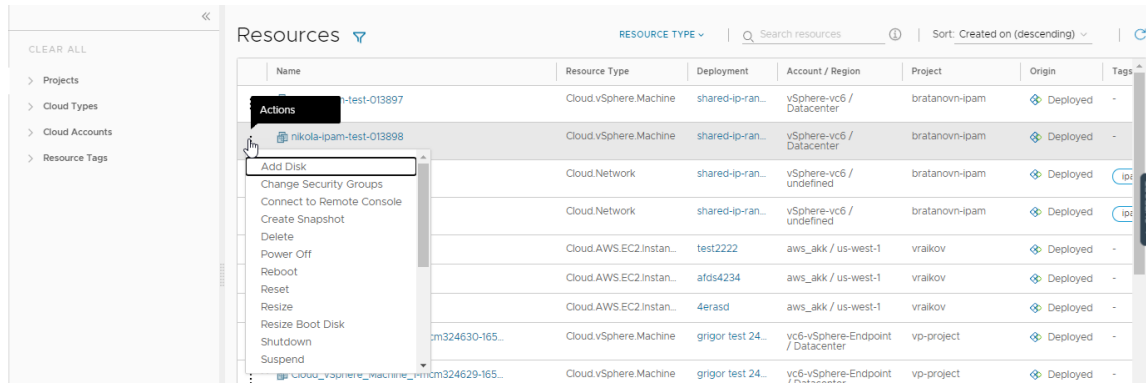 «
CLEAR ALL
> Projects
> Cloud Types
> Cloud Accounts
> Resource Tags
Resources
RESOURCE TYPE
Search resources
Sort: Created on (descending)
Name Resource Type Deployment Account / Region Project Origin Tags
n-test-013897 Cloud.vSphere.Machine shared-ip-ran... vSphere-vc6 / Datacenter bratanovn-ipam Deployed -
Actions
nikola-ipam-test-013898 Cloud.vSphere.Machine shared-ip-ran... vSphere-vc6 / Datacenter bratanovn-ipam Deployed -
Add Disk
Change Security Groups
Connect to Remote Console
Create Snapshot
Delete
Power Off
Reboot
Reset
Resize
Resize Boot Disk
Shutdown
Suspend
Cloud.Network shared-ip-ran... vSphere-vc6 / undefined bratanovn-ipam Deployed ipa
Cloud.Network shared-ip-ran... vSphere-vc6 / undefined bratanovn-ipam Deployed ipa
Cloud.AWS.EC2.Instan... test2222 aws_akk / us-west-1 vraikov Deployed -
Cloud.AWS.EC2.Instan... afds4234 aws_akk / us-west-1 vraikov Deployed -
Cloud.AWS.EC2.Instan... 4erasd aws_akk / us-west-1 vraikov Deployed -
cm324630-165... Cloud.vSphere.Machine grigor test 24... vc6-vSphere-Endpoint / Datacenter vp-project Deployed -
Cloud_vSphere_Machine_1-mcm324629-165... Cloud.vSphere.Machine grigor test 24... vc6-vSphere-Endpoint / Datacenter vp-project Deployed -